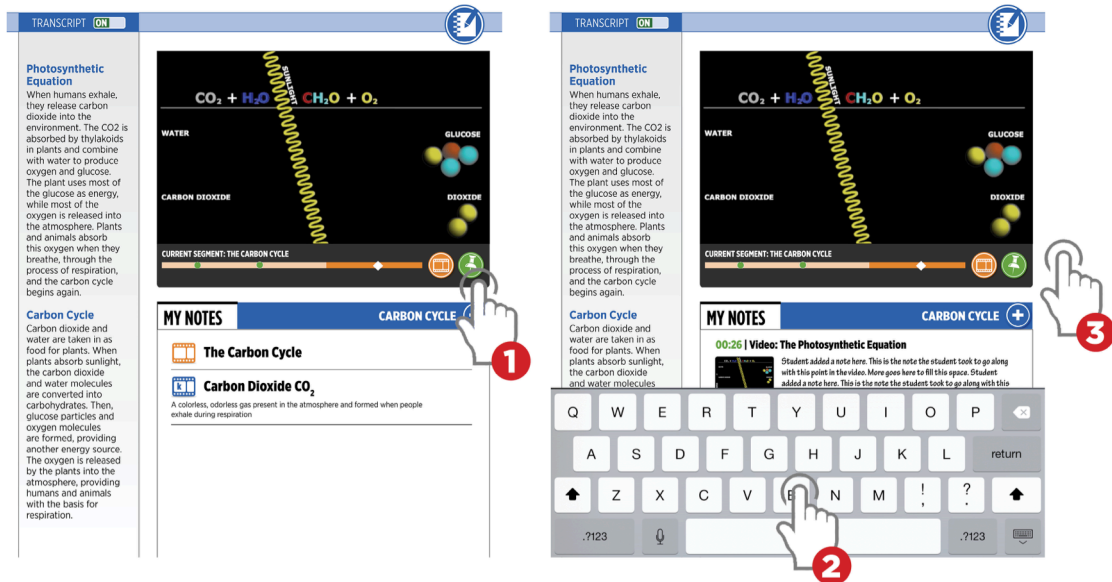 TRANSCRIPT ON
Photosynthetic
Equation
When humans exhale,
they release carbon
dioxide into the
environment. The CO2 is
absorbed by thylakoids
in plants and combine
with water to produce
oxygen and glucose.
The plant uses most of
the glucose as energy,
while most of the
oxygen is released into
the atmosphere. Plants
and animals absorb
this oxygen when they
breathe, through the
process of respiration,
and the carbon cycle
begins again.
Carbon Cycle
Carbon dioxide and
water are taken in as
food for plants. When
plants absorb sunlight,
the carbon dioxide
and water molecules
are converted into
carbohydrates. Then,
glucose particles and
oxygen molecules
are formed, providing
another energy source.
The oxygen is released
by the plants into the
atmosphere, providing
humans and animals
with the basis for
respiration.
SUNLIGHT
CO₂ + H₂O CH₂O + O₂
WATER
GLUCOSE
CARBON DIOXIDE
DIOXIDE
CURRENT SEGMENT: THE CARBON CYCLE
1
MY NOTES
CARBON CYCLE
The Carbon Cycle
k
Carbon Dioxide CO₂
A colorless, odorless gas present in the atmosphere and formed when people
exhale during respiration
TRANSCRIPT ON
Photosynthetic
Equation
When humans exhale,
they release carbon
dioxide into the
environment. The CO2 is
absorbed by thylakoids
in plants and combine
with water to produce
oxygen and glucose.
The plant uses most of
the glucose as energy,
while most of the
oxygen is released into
the atmosphere. Plants
and animals absorb
this oxygen when they
breathe, through the
process of respiration,
and the carbon cycle
begins again.
Carbon Cycle
Carbon dioxide and
water are taken in as
food for plants. When
plants absorb sunlight,
the carbon dioxide
and water molecules
SUNLIGHT
CO₂ + H₂O CH₂O + O₂
WATER
GLUCOSE
CARBON DIOXIDE
DIOXIDE
CURRENT SEGMENT: THE CARBON CYCLE
3
MY NOTES
CARBON CYCLE +
00:26 | Video: The Photosynthetic Equation
Student added a note here. This is the note the student took to go along
with this point in the video. More goes here to fill this space. Student
added a note here. This is the note the student took to go along with this
Q W E R T Y U I O P
A S D F G H J K L return
Z X C V B N M ! , ? .
.?123 .?123
2